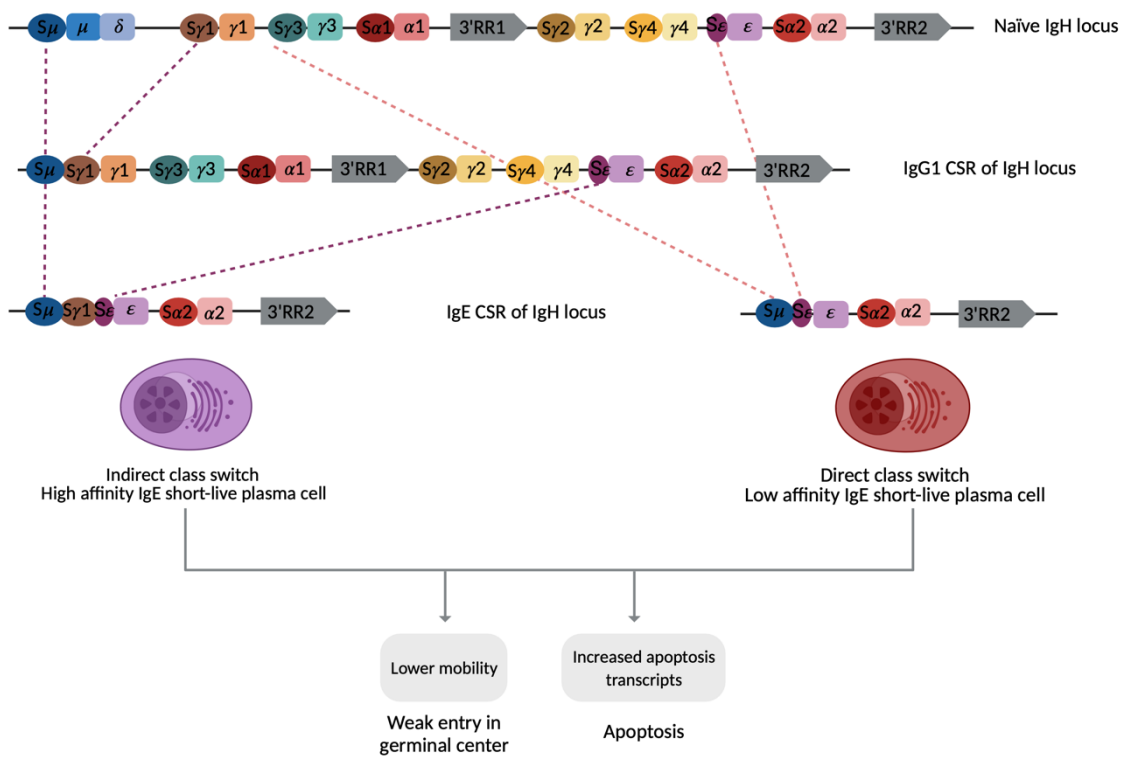 Sμ μ δ Sγ1 γ1 Sγ3 γ3 Sα1 α1 3'RR1 Sγ2 γ2 Sγ4 γ4 Sε ε Sα2 α2 3'RR2 Naïve IgH locus
Sμ Sγ1 γ1 Sγ3 γ3 Sα1 α1 3'RR1 Sγ2 γ2 Sγ4 γ4 Sε ε Sα2 α2 3'RR2 IgG1 CSR of IgH locus
Sμ Sγ1 Sε ε Sα2 α2 3'RR2 IgE CSR of IgH locus Sμ Sε ε Sα2 α2 3'RR2
Indirect class switch
High affinity IgE short-live plasma cell
Direct class switch
Low affinity IgE short-live plasma cell
Lower mobility
Weak entry in
germinal center
Increased apoptosis
transcripts
Apoptosis